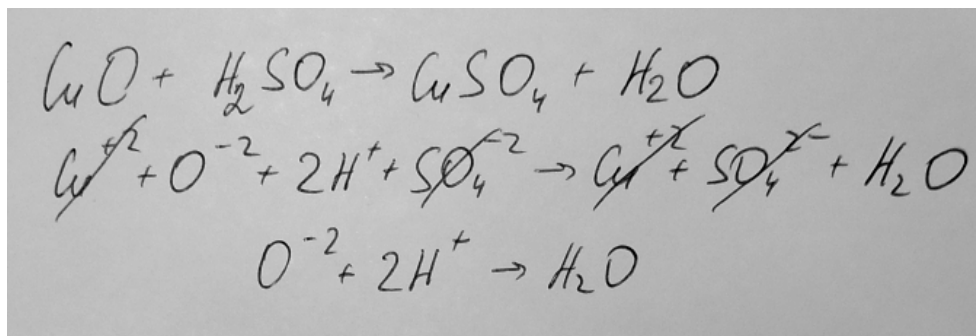 CuO + H₂SO₄ → CuSO₄ + H₂O
Cu⁺² + O⁻² + 2H⁺ + SO₄⁻² → Cu⁺² + SO₄²⁻ + H₂O
O⁻² + 2H⁺ → H₂O